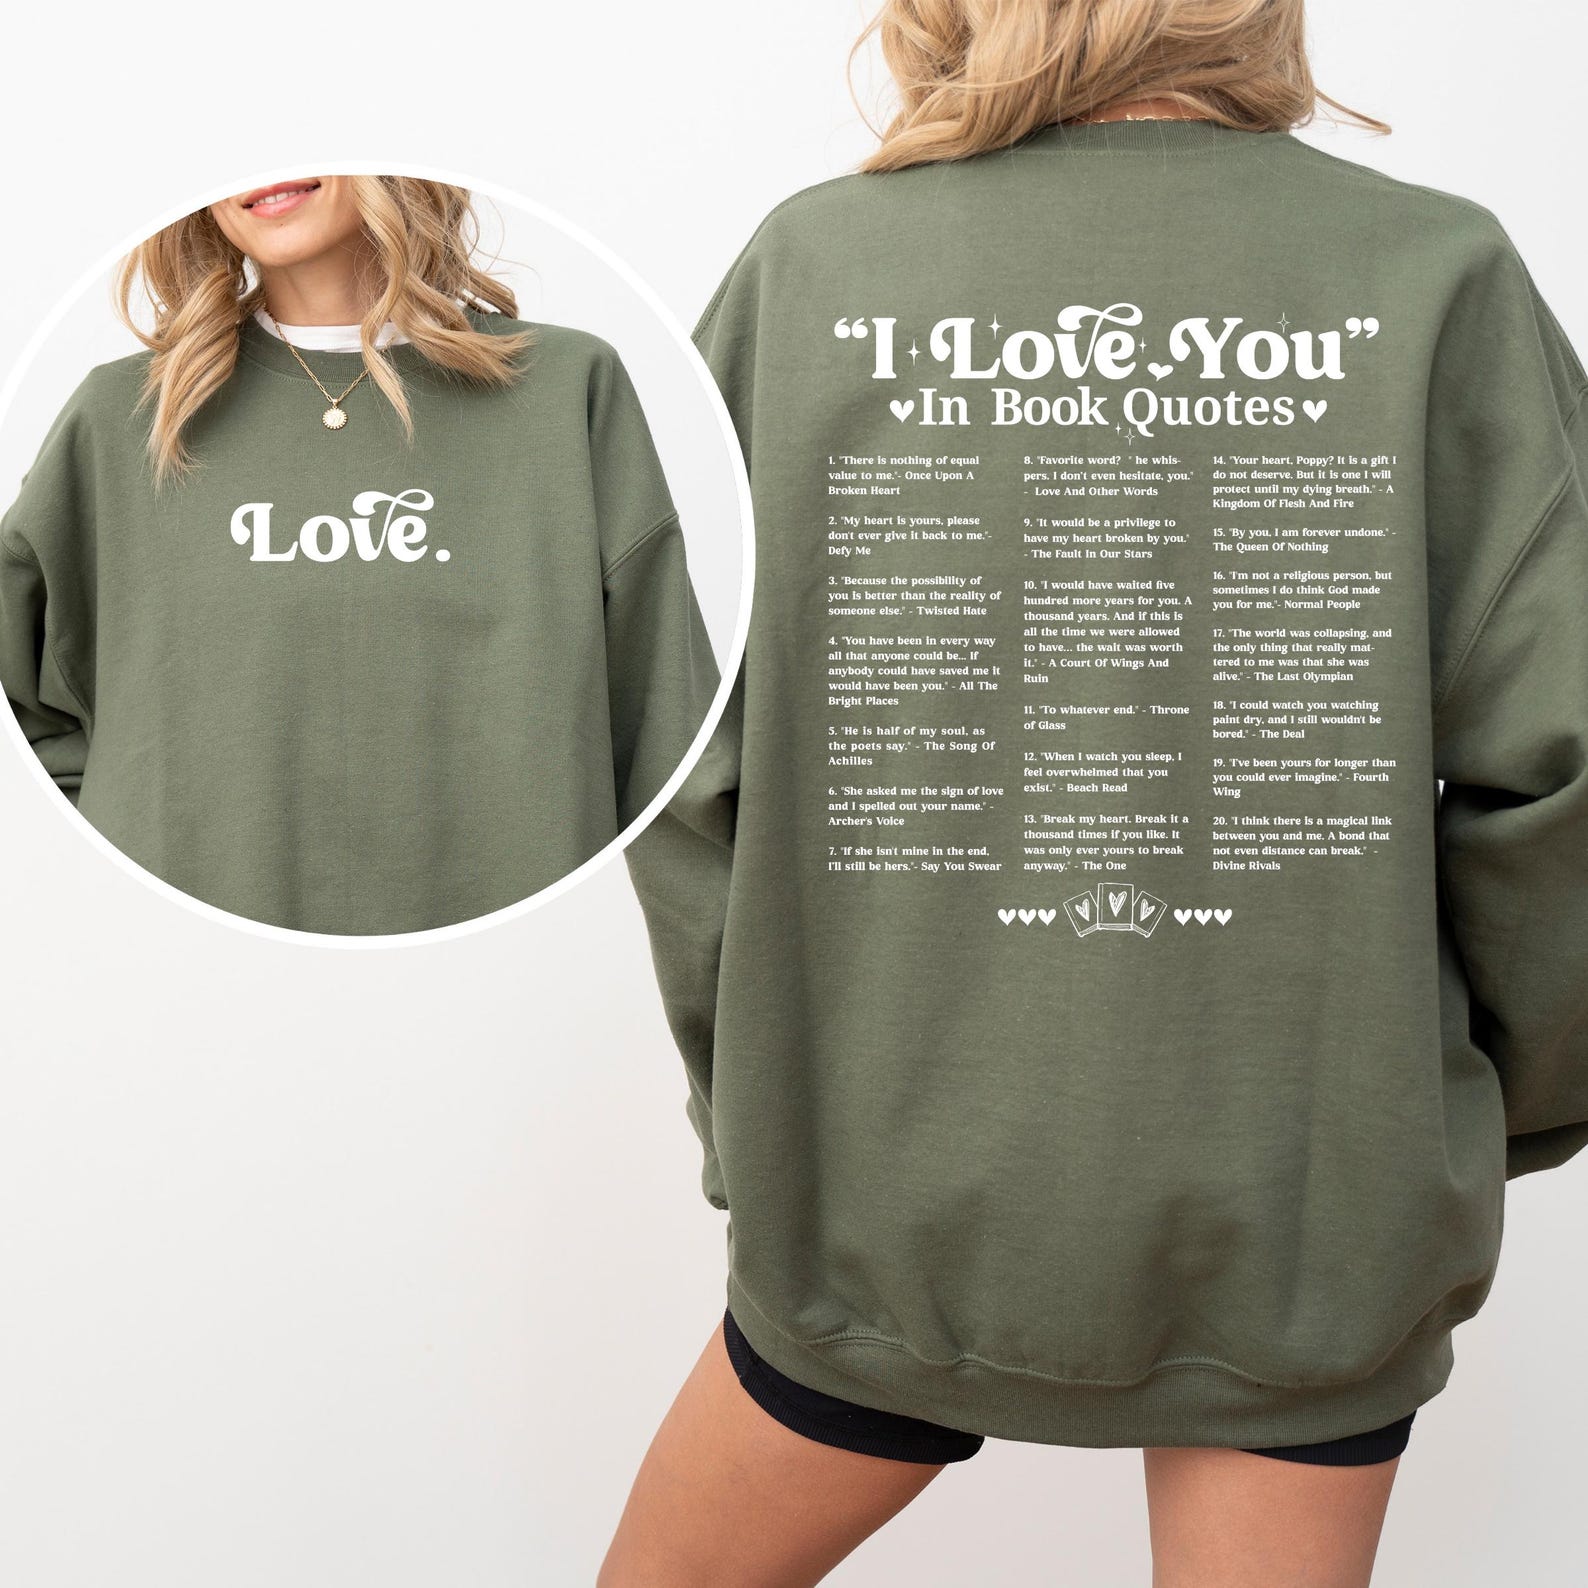 Love.
“I Love You”
In Book Quotes
1. "There is nothing of equal
value to me."- Once Upon A
Broken Heart
2. "My heart is yours, please
don't ever give it back to me."-
Defy Me
3. "Because the possibility of
you is better than the reality of
someone else." - Twisted Hate
4. "You have been in every way
all that anyone could be... If
anybody could have saved me it
would have been you." - All The
Bright Places
5. "He is half of my soul, as
the poets say." - The Song Of
Achilles
6. "She asked me the sign of love
and I spelled out your name." -
Archer's Voice
7. "If she isn't mine in the end,
I'll still be hers."- Say You Swear
8. "Favorite word? " he whis-
pers. I don't even hesitate, you."
- Love And Other Words
9. "It would be a privilege to
have my heart broken by you."
- The Fault In Our Stars
10. "I would have waited five
hundred more years for you. A
thousand years. And if this is
all the time we were allowed
to have... the wait was worth
it." - A Court Of Wings And
Ruin
11. "To whatever end." - Throne
of Glass
12. "When I watch you sleep, I
feel overwhelmed that you
exist." - Beach Read
13. "Break my heart. Break it a
thousand times if you like. It
was only ever yours to break
anyway." - The One
14. "Your heart, Poppy? It is a gift I
do not deserve. But it is one I will
protect until my dying breath." - A
Kingdom Of Flesh And Fire
15. "By you, I am forever undone." -
The Queen Of Nothing
16. "I'm not a religious person, but
sometimes I do think God made
you for me."- Normal People
17. "The world was collapsing, and
the only thing that really mat-
tered to me was that she was
alive." - The Last Olympian
18. "I could watch you watching
paint dry, and I still wouldn't be
bored." - The Deal
19. "I've been yours for longer than
you could ever imagine." - Fourth
Wing
20. "I think there is a magical link
between you and me. A bond that
not even distance can break." -
Divine Rivals